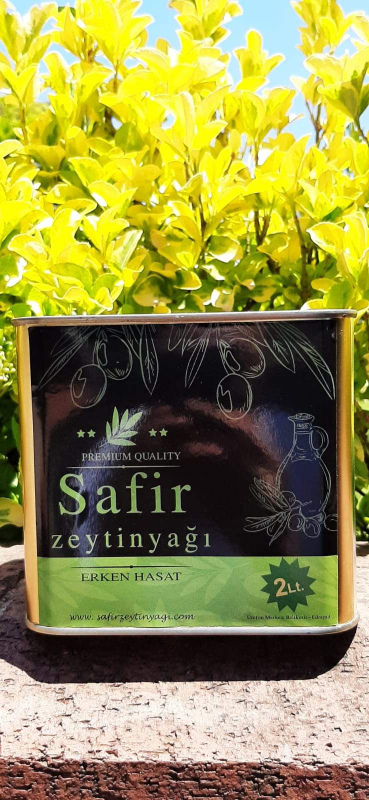 PREMIUM QUALITY
Safir
zeytinyağı
ERKEN HASAT
2Lt.
www.safirzeytinyagi.com